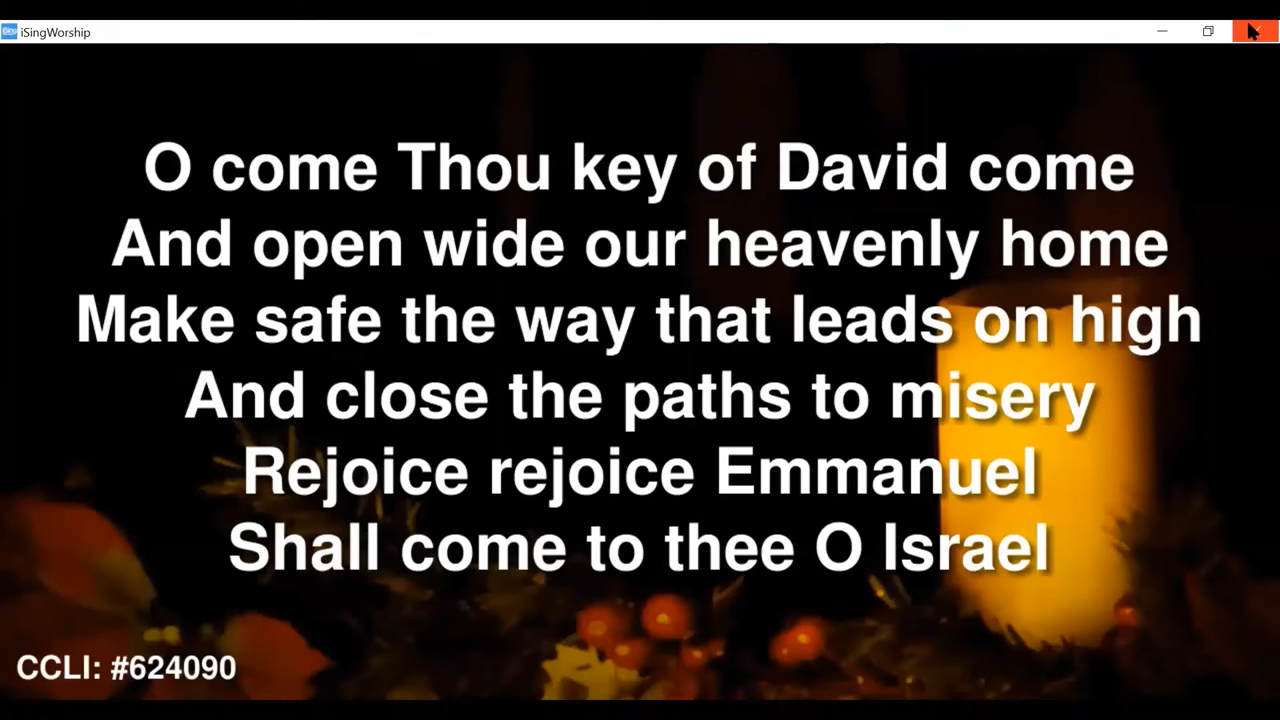 iSingWorship
O come Thou key of David come
And open wide our heavenly home
Make safe the way that leads on high
And close the paths to misery
Rejoice rejoice Emmanuel
Shall come to thee O Israel
CCLI: #624090